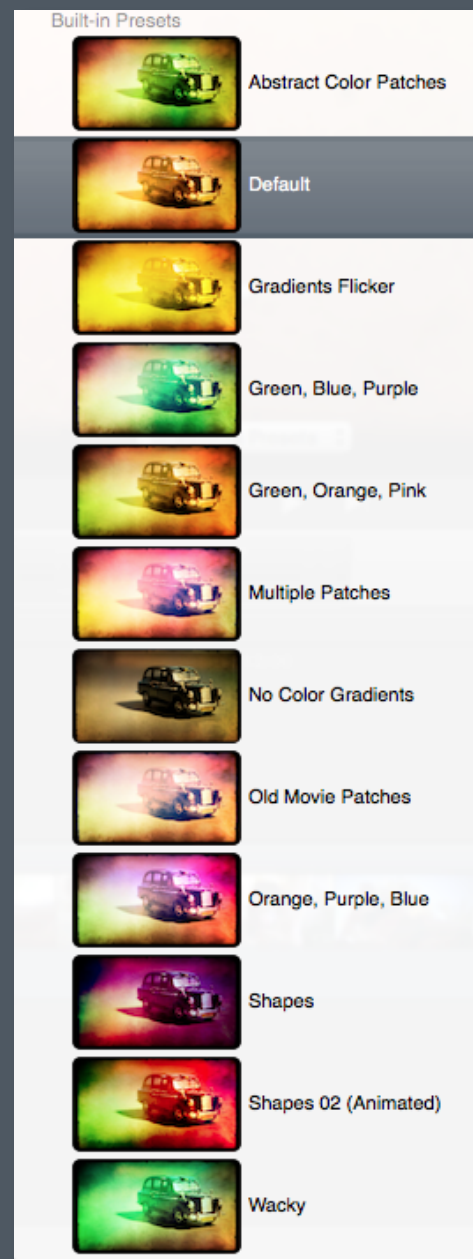 Built-in Presets
Abstract Color Patches
Default
Gradients Flicker
Green, Blue, Purple
Green, Orange, Pink
Multiple Patches
No Color Gradients
Old Movie Patches
Orange, Purple, Blue
Shapes
Shapes 02 (Animated)
Wacky